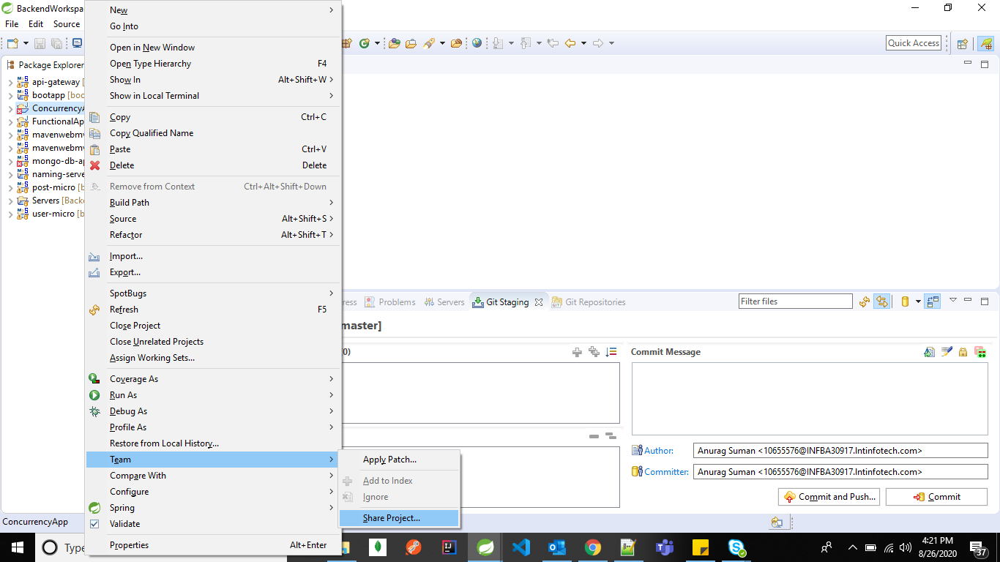 BackendWorkspa
File Edit Source
Quick Access
Package Explorer
api-gateway [
bootapp [boo
ConcurrencyA
FunctionalAp
mavenwebmv
mavenwebmv
mongo-db-ap
naming-serve
post-micro [b
Servers [Backe
user-micro [b
New
Go Into
Open in New Window
Open Type Hierarchy F4
Show In Alt+Shift+W
Show in Local Terminal
Copy Ctrl+C
Copy Qualified Name
Paste Ctrl+V
Delete Delete
Remove from Context Ctrl+Alt+Shift+Down
Build Path
Source Alt+Shift+S
Refactor Alt+Shift+T
Import...
Export...
SpotBugs
Refresh F5
Close Project
Close Unrelated Projects
Assign Working Sets...
Coverage As
Run As
Debug As
Profile As
Restore from Local History...
Team
Compare With
Configure
Spring
Validate
Properties Alt+Enter
Apply Patch...
Add to Index
Ignore
Share Project...
ress Problems Servers Git Staging Git Repositories
Filter files
master]
0)
Commit Message
Author: Anurag Suman <10655576@INFBA30917.lntinfotech.com>
Committer: Anurag Suman <10655576@INFBA30917.lntinfotech.com>
Commit and Push... Commit
ConcurrencyApp
Type
4:21 PM
8/26/2020
37